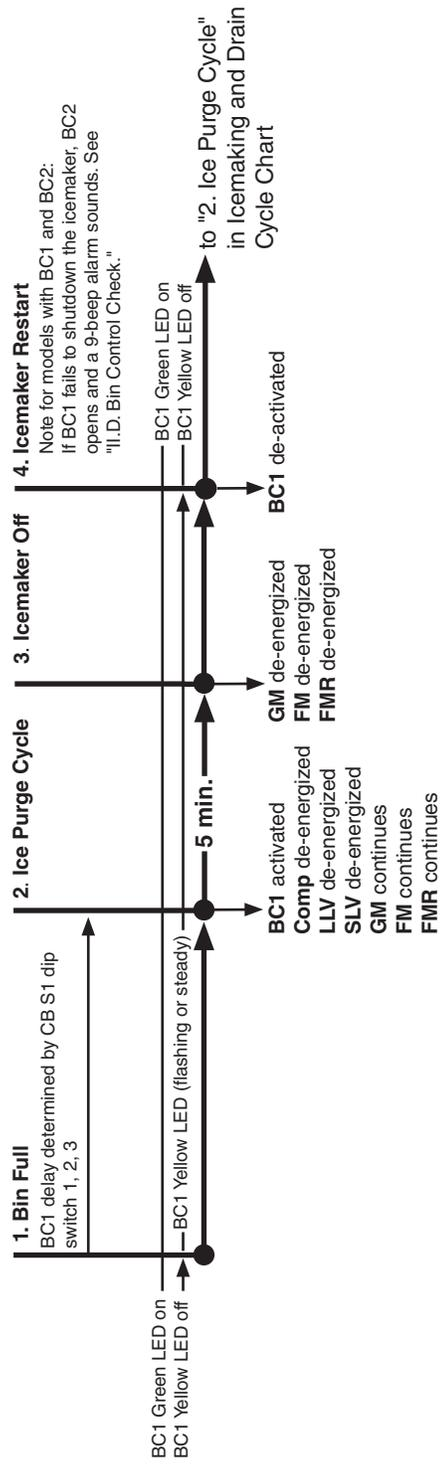 1. Bin Full
BC1 delay determined by CB S1 dip
switch 1, 2, 3
BC1 Green LED on
BC1 Yellow LED off
BC1 Yellow LED (flashing or steady)
2. Ice Purge Cycle
5 min.
BC1 activated
Comp de-energized
LLV de-energized
SLV de-energized
GM continues
FM continues
FMR continues
3. Icemaker Off
GM de-energized
FM de-energized
FMR de-energized
4. Icemaker Restart
Note for models with BC1 and BC2:
If BC1 fails to shutdown the icemaker, BC2
opens and a 9-beep alarm sounds. See
"II.D. Bin Control Check."
BC1 Green LED on
BC1 Yellow LED off
BC1 de-activated
to "2. Ice Purge Cycle"
in Icemaking and Drain
Cycle Chart